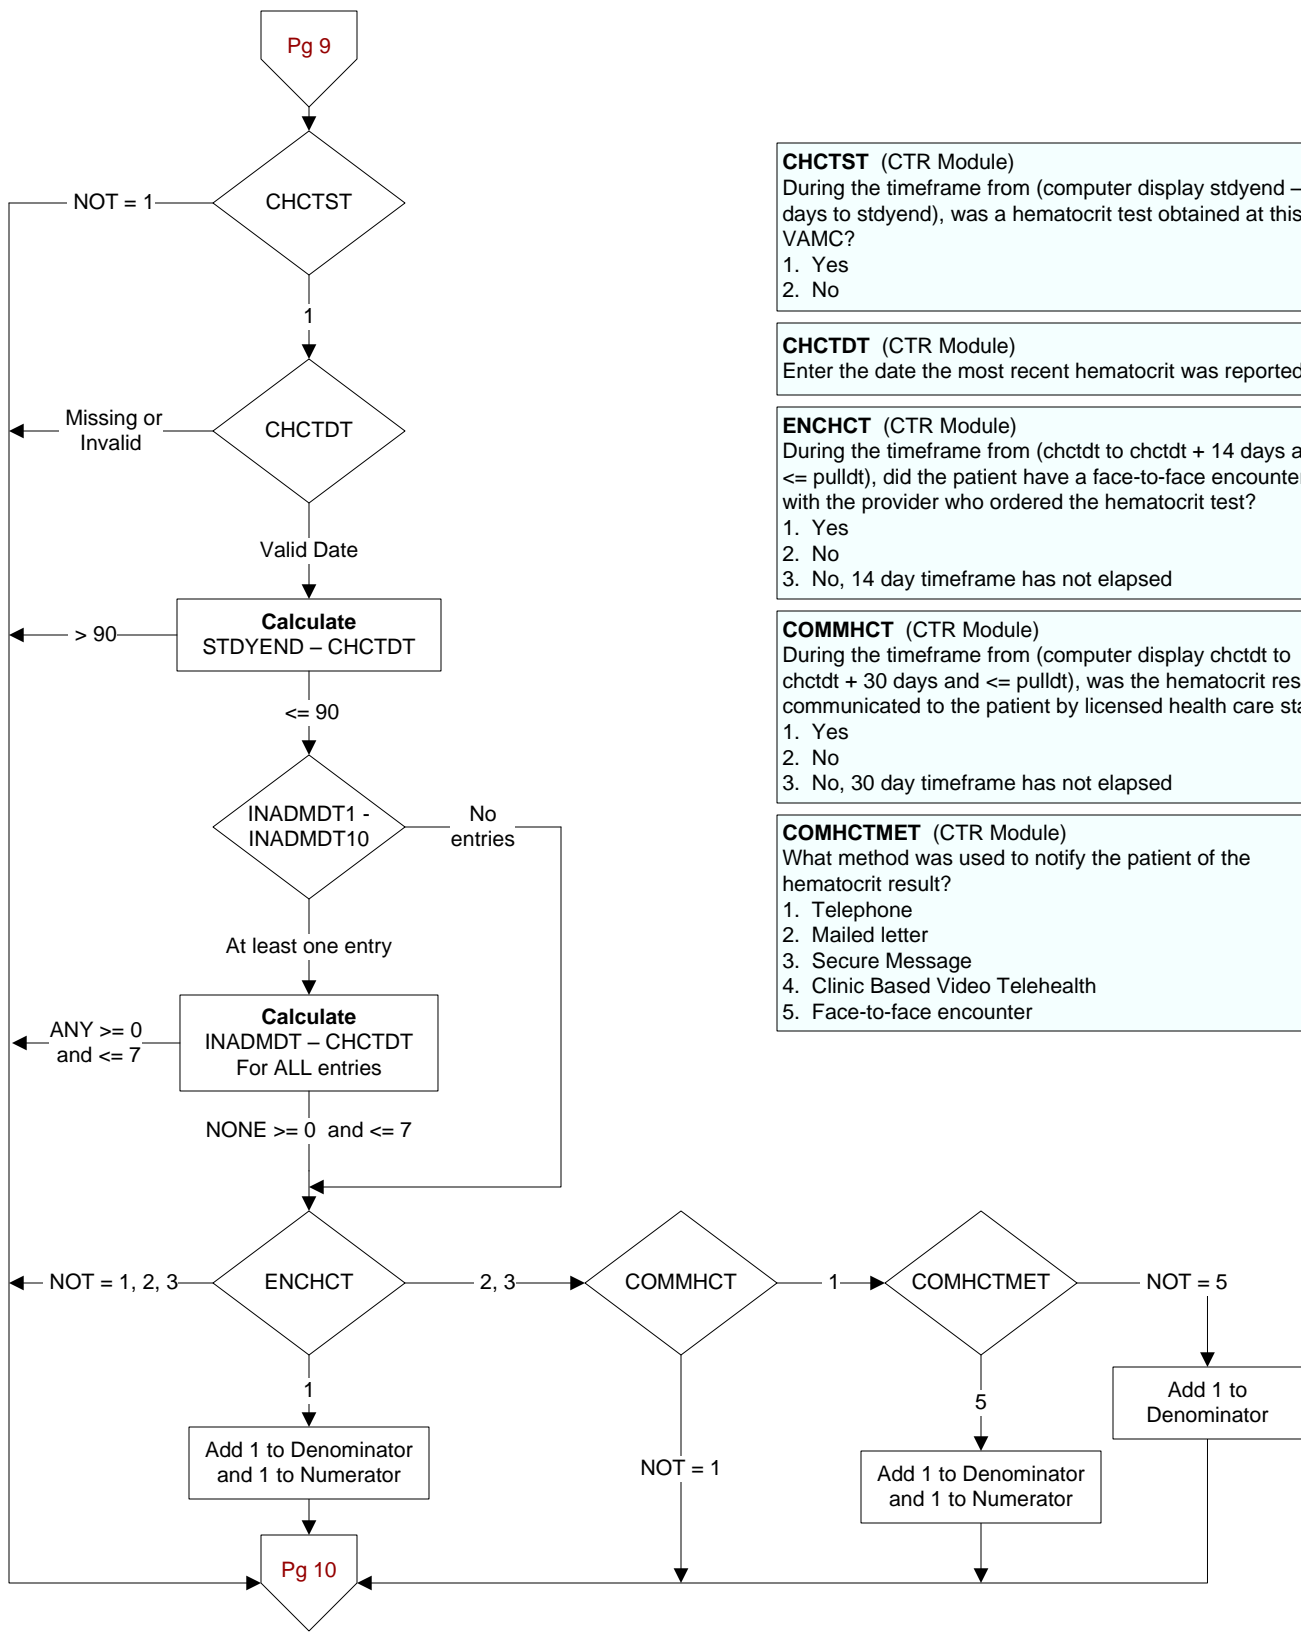 Pg 9
CHCTST
NOT = 1
1
CHCTDT
Missing or
Invalid
Valid Date
Calculate
STDYEND – CHCTDT
> 90
<= 90
INADMDT1 -
INADMDT10
No
entries
At least one entry
Calculate
INADMDT – CHCTDT
For ALL entries
ANY >= 0
and <= 7
NONE >= 0 and <= 7
NOT = 1, 2, 3
ENCHCT
2, 3
COMMHCT
1
COMHCTMET
NOT = 5
1
Add 1 to Denominator
and 1 to Numerator
NOT = 1
5
Add 1 to Denominator
and 1 to Numerator
Add 1 to
Denominator
Pg 10
CHCTST (CTR Module)
During the timeframe from (computer display stdyend –
days to stdyend), was a hematocrit test obtained at this
VAMC?
1. Yes
2. No
CHCTDT (CTR Module)
Enter the date the most recent hematocrit was reported
ENCHCT (CTR Module)
During the timeframe from (chctdt to chctdt + 14 days a
<= pulldt), did the patient have a face-to-face encounter
with the provider who ordered the hematocrit test?
1. Yes
2. No
3. No, 14 day timeframe has not elapsed
COMMHCT (CTR Module)
During the timeframe from (computer display chctdt to
chctdt + 30 days and <= pulldt), was the hematocrit res
communicated to the patient by licensed health care sta
1. Yes
2. No
3. No, 30 day timeframe has not elapsed
COMHCTMET (CTR Module)
What method was used to notify the patient of the
hematocrit result?
1. Telephone
2. Mailed letter
3. Secure Message
4. Clinic Based Video Telehealth
5. Face-to-face encounter